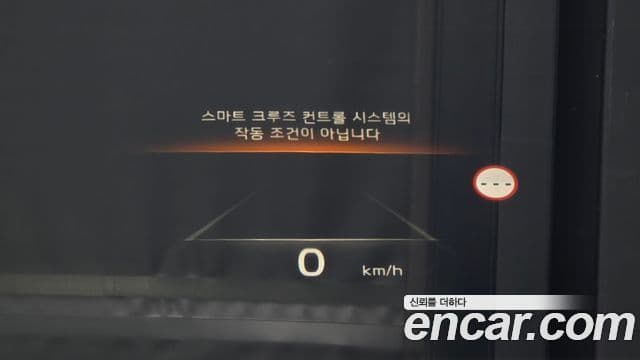 스마트 크루즈 컨트롤 시스템의
작동 조건이 아닙니다
---
0 km/h
신뢰를 더하다
encar.com